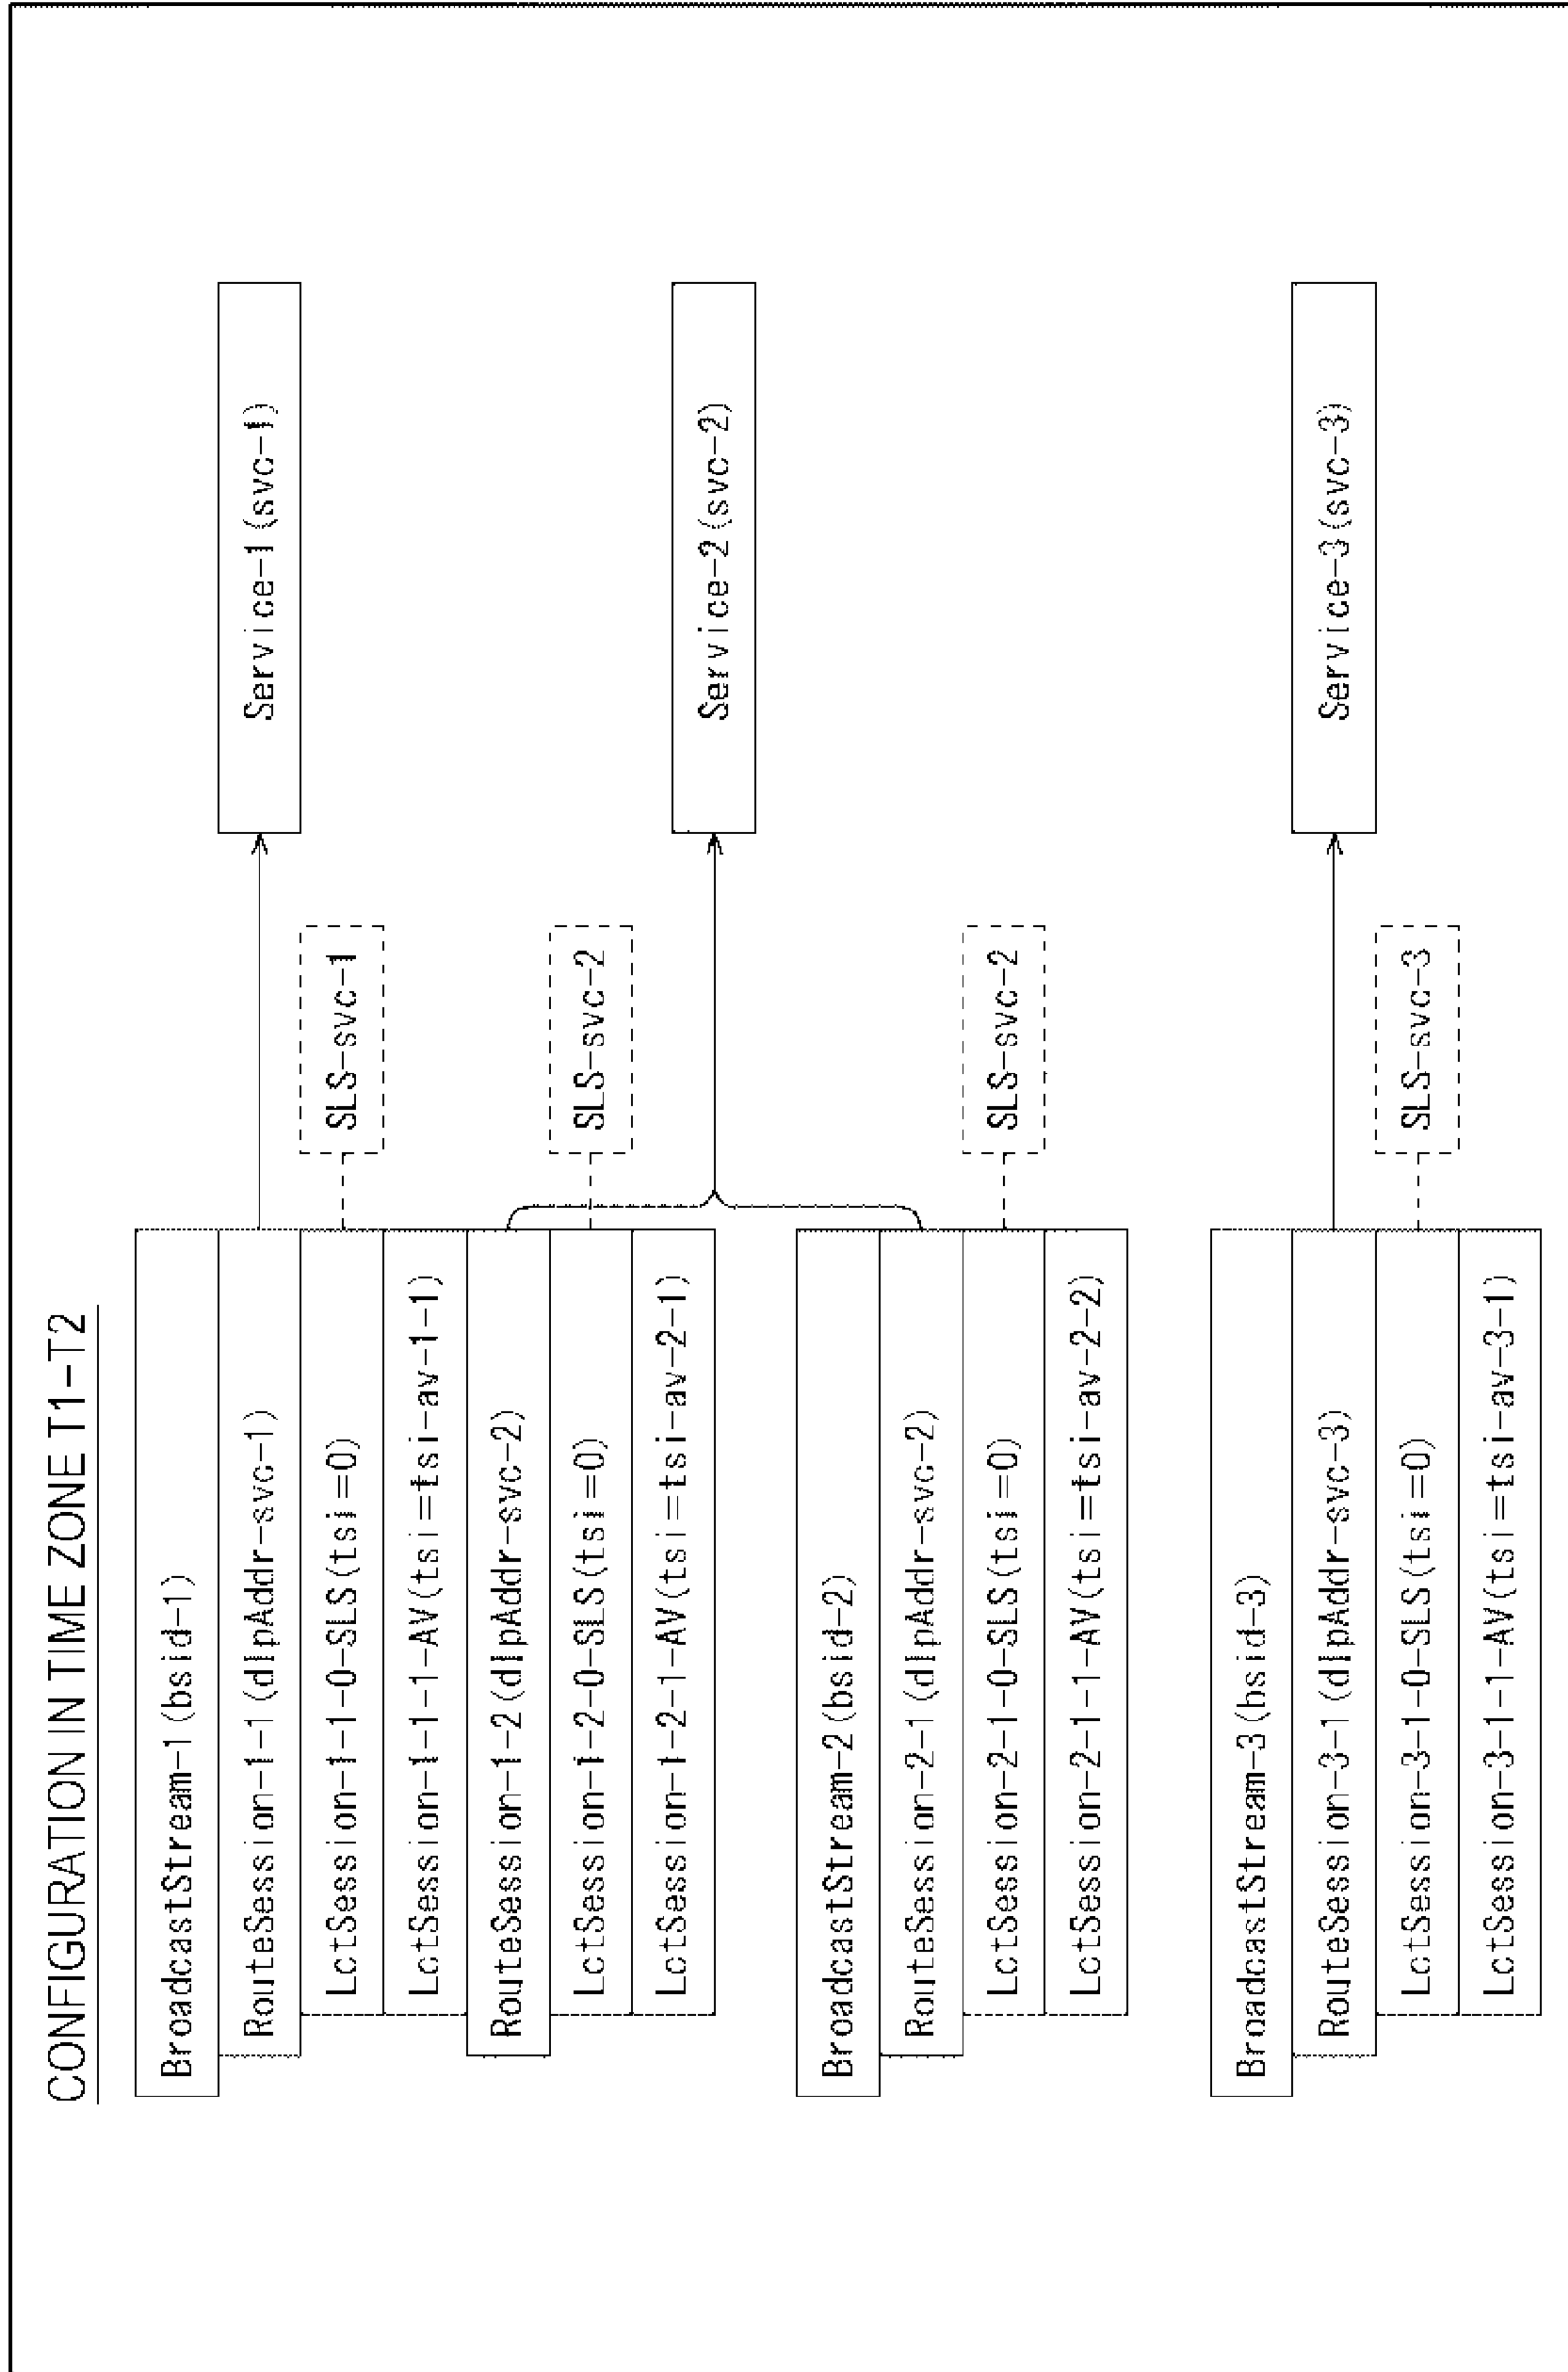 CONFIGURATION IN TIME ZONE T1-T2
BroadcastStream-1(bsid-1)
RouteSession-1-1(dIpAddr-svc-1)
Service-1(svc-1)
LctSession-1-1-0-SLS(tsi=0)
SLS-svc-1
LctSession-1-1-1-AV(tsi=tsi-av-1-1)
RouteSession-1-2(dIpAddr-svc-2)
LctSession-1-2-0-SLS(tsi=0)
SLS-svc-2
LctSession-1-2-1-AV(tsi=tsi-av-2-1)
Service-2(svc-2)
BroadcastStream-2(bsid-2)
RouteSession-2-1(dIpAddr-svc-2)
LctSession-2-1-0-SLS(tsi=0)
SLS-svc-2
LctSession-2-1-1-AV(tsi=tsi-av-2-2)
BroadcastStream-3(bsid-3)
RouteSession-3-1(dIpAddr-svc-3)
Service-3(svc-3)
LctSession-3-1-0-SLS(tsi=0)
SLS-svc-3
LctSession-3-1-1-AV(tsi=tsi-av-3-1)